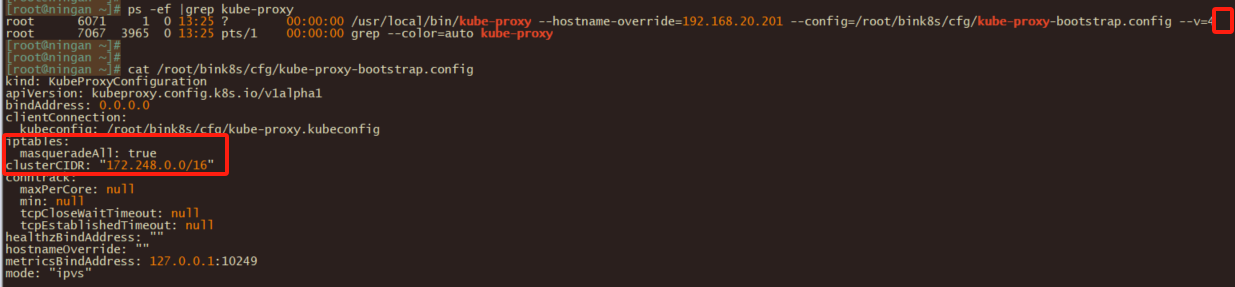 [root@ningan ~]# ps -ef |grep kube-proxy
root 6071 1 0 13:25 ? 00:00:00 /usr/local/bin/kube-proxy --hostname-override=192.168.20.201 --config=/root/bink8s/cfg/kube-proxy-bootstrap.config --v=4
root 7067 3965 0 13:25 pts/1 00:00:00 grep --color=auto kube-proxy
[root@ningan ~]#
[root@ningan ~]#
[root@ningan ~]# cat /root/bink8s/cfg/kube-proxy-bootstrap.config
kind: KubeProxyConfiguration
apiVersion: kubeproxy.config.k8s.io/v1alpha1
bindAddress: 0.0.0.0
clientConnection:
  kubeconfig: /root/bink8s/cfg/kube-proxy.kubeconfig
iptables:
  masqueradeAll: true
clusterCIDR: "172.248.0.0/16"
conntrack:
  maxPerCore: null
  min: null
  tcpCloseWaitTimeout: null
  tcpEstablishedTimeout: null
healthzBindAddress: ""
hostnameOverride: ""
metricsBindAddress: 127.0.0.1:10249
mode: "ipvs"